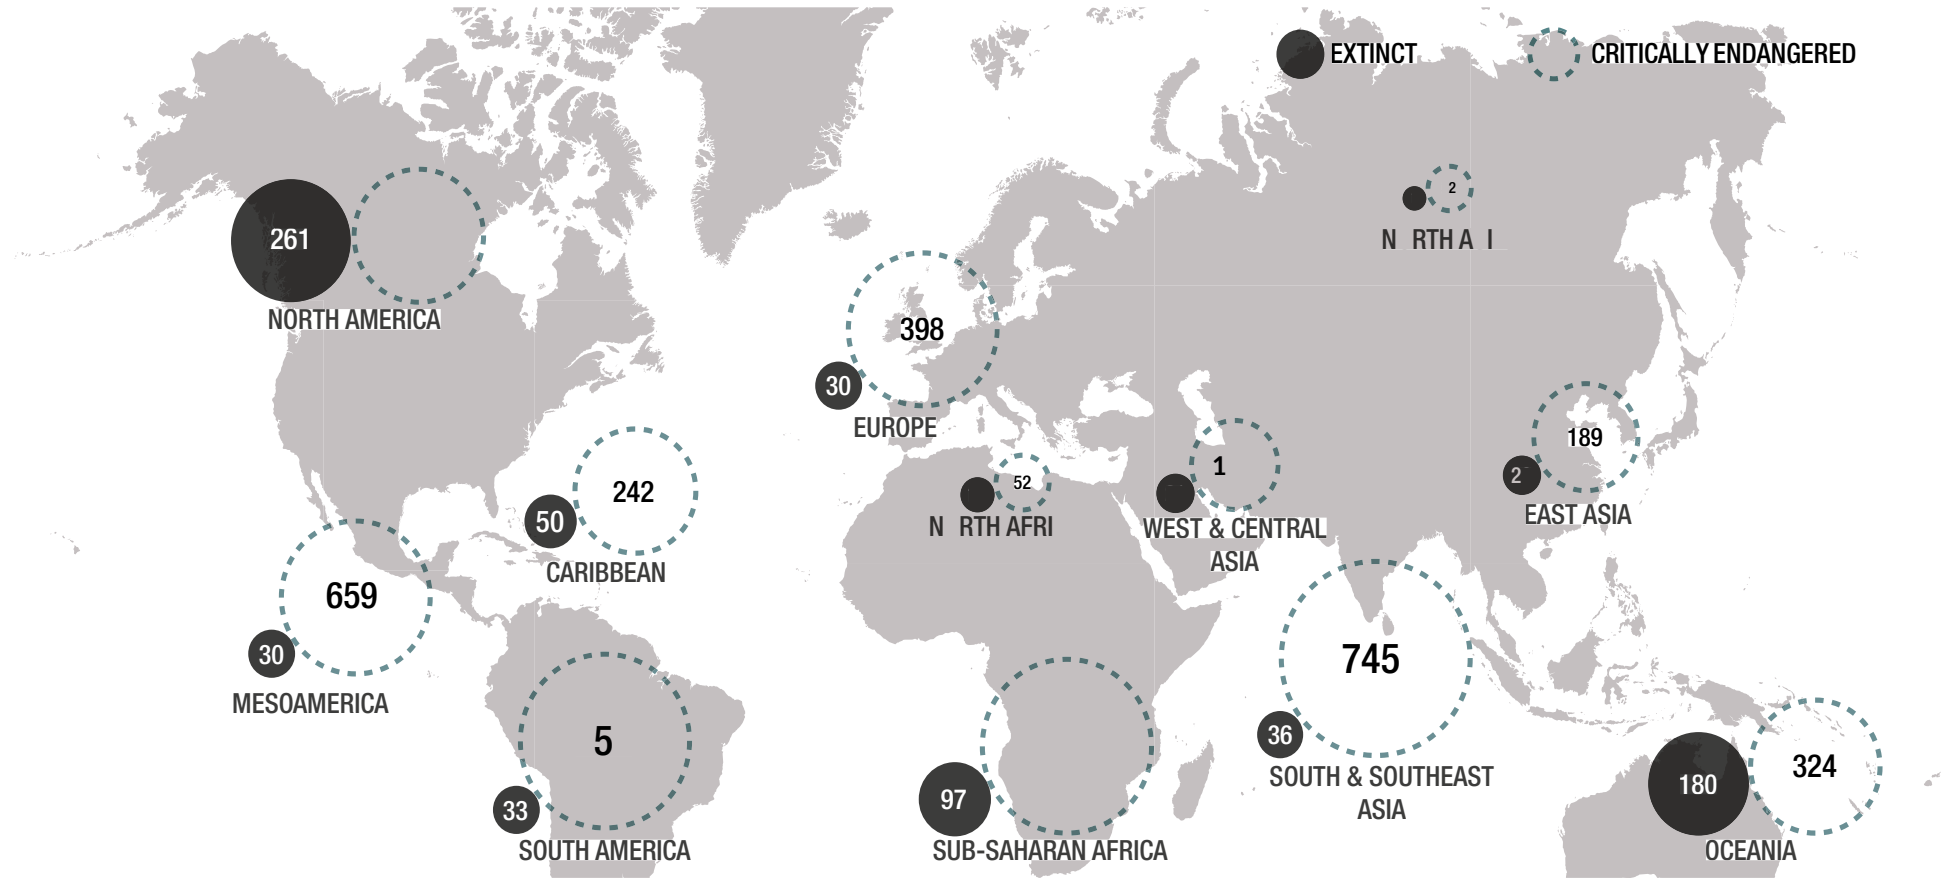 EXTINCT
CRITICALLY ENDANGERED
2
N RTH A I
261
NORTH AMERICA
398
30
EUROPE
189
2
EAST ASIA
1
WEST & CENTRAL
ASIA
52
N RTH AFRI
242
50
CARIBBEAN
659
30
MESOAMERICA
745
36
SOUTH & SOUTHEAST
ASIA
5
33
SOUTH AMERICA
97
SUB-SAHARAN AFRICA
324
180
OCEANIA